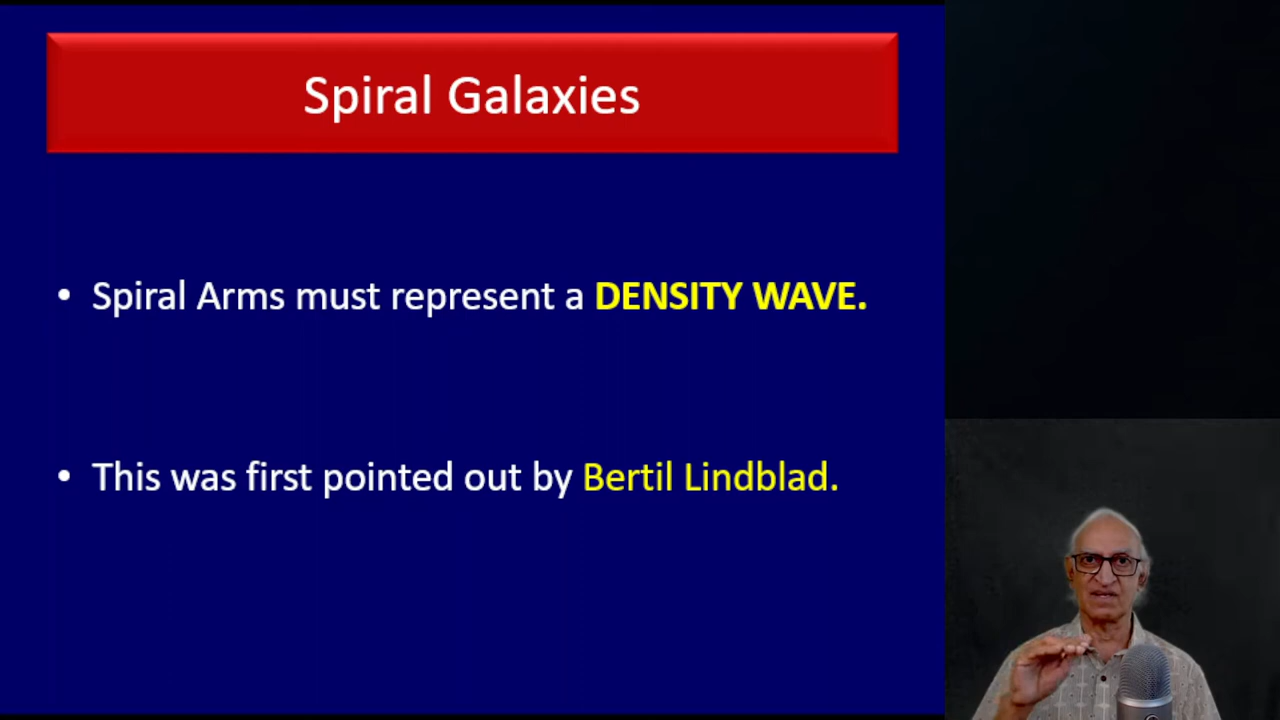 Spiral Galaxies
• Spiral Arms must represent a DENSITY WAVE.
• This was first pointed out by Bertil Lindblad.